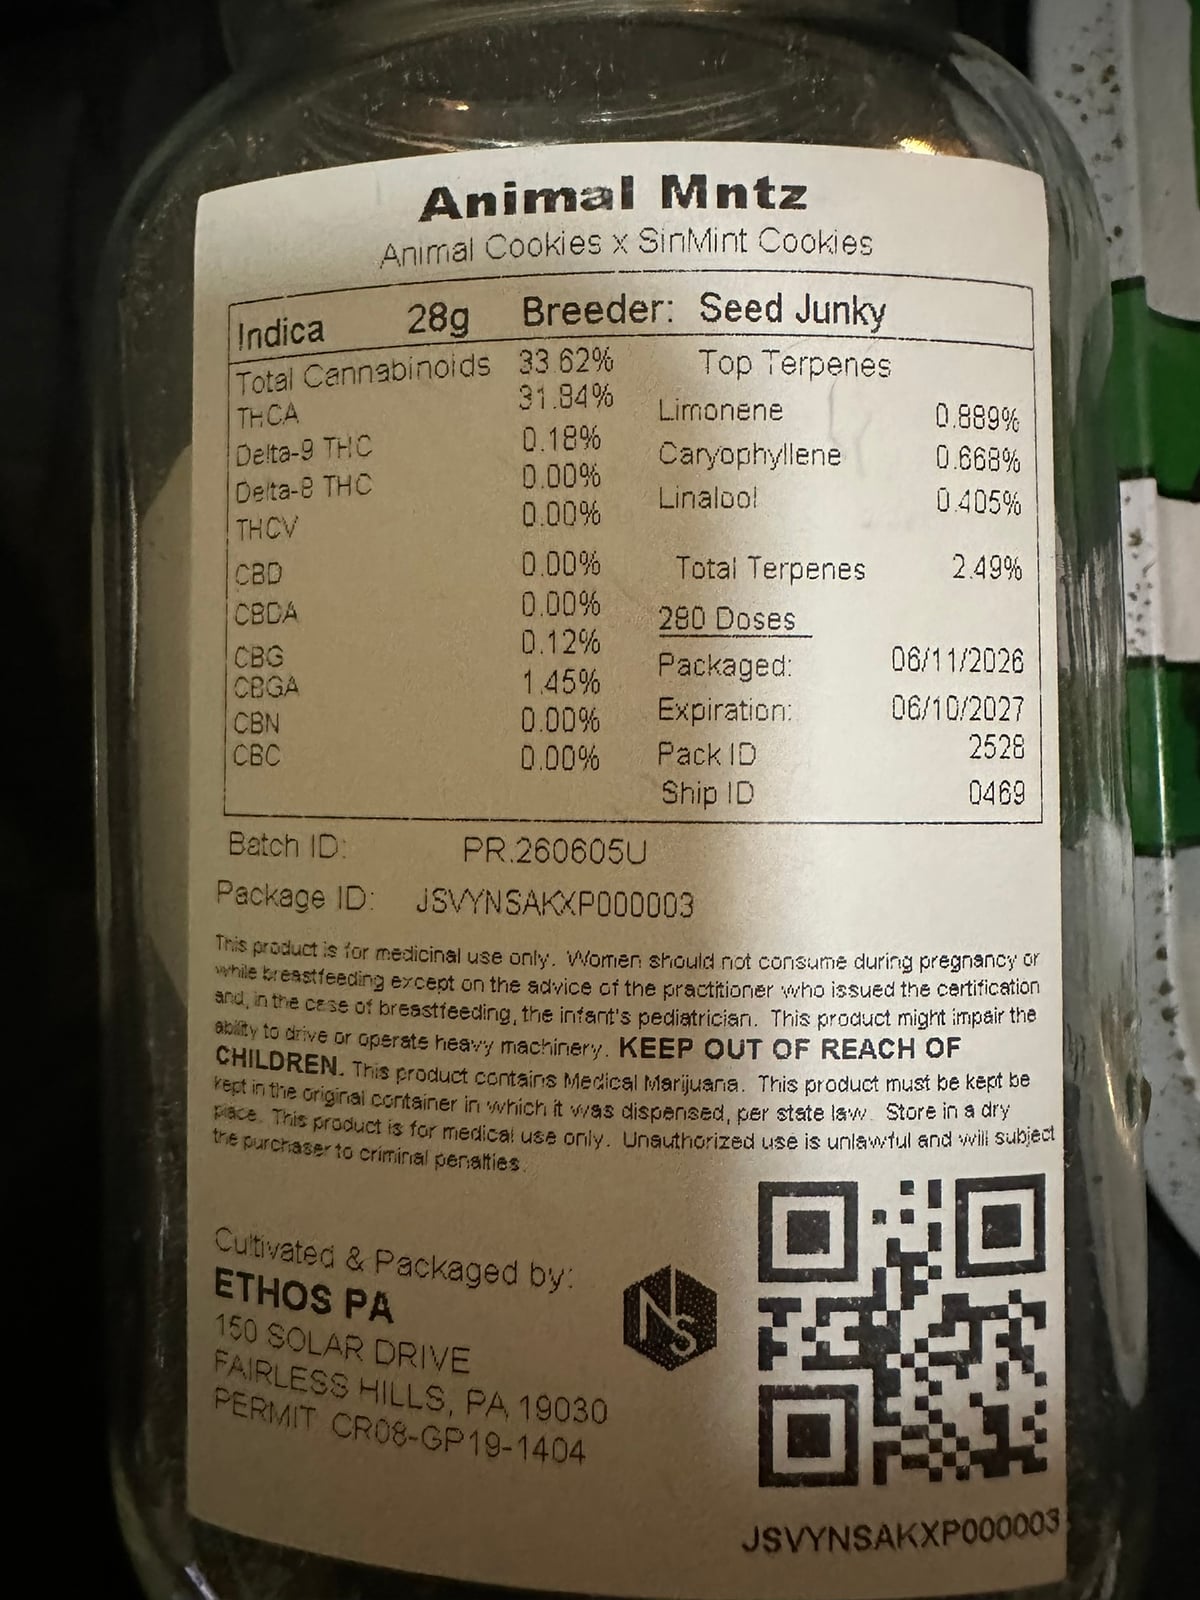 Animal Mntz
Animal Cookies x SinMint Cookies
Indica 28g Breeder: Seed Junky
Total Cannabinoids 33.62% Top Terpenes
THCA 31.84% Limonene 0.889%
Delta-9 THC 0.18% Caryophyllene 0.668%
Delta-8 THC 0.00% Linalool 0.405%
THCV 0.00%
CBD 0.00% Total Terpenes 2.49%
CBDA 0.00% 280 Doses
CBG 0.12% Packaged: 06/11/2026
CBGA 1.45% Expiration: 06/10/2027
CBN 0.00% Pack ID 2528
CBC 0.00% Ship ID 0469
Batch ID: PR.260605U
Package ID: JSVYNSAKXP000003
This product is for medicinal use only. Women should not consume during pregnancy or
while breastfeeding except on the advice of the practitioner who issued the certification
and, in the case of breastfeeding, the infant's pediatrician. This product might impair the
ability to drive or operate heavy machinery. KEEP OUT OF REACH OF
CHILDREN. This product contains Medical Marijuana. This product must be kept be
kept in the original container in which it was dispensed, per state law. Store in a dry
place. This product is for medical use only. Unauthorized use is unlawful and will subject
the purchaser to criminal penalties.
Cultivated & Packaged by:
ETHOS PA
150 SOLAR DRIVE
FAIRLESS HILLS, PA 19030
PERMIT CR08-GP19-1404
NS
JSVYNSAKXP000003